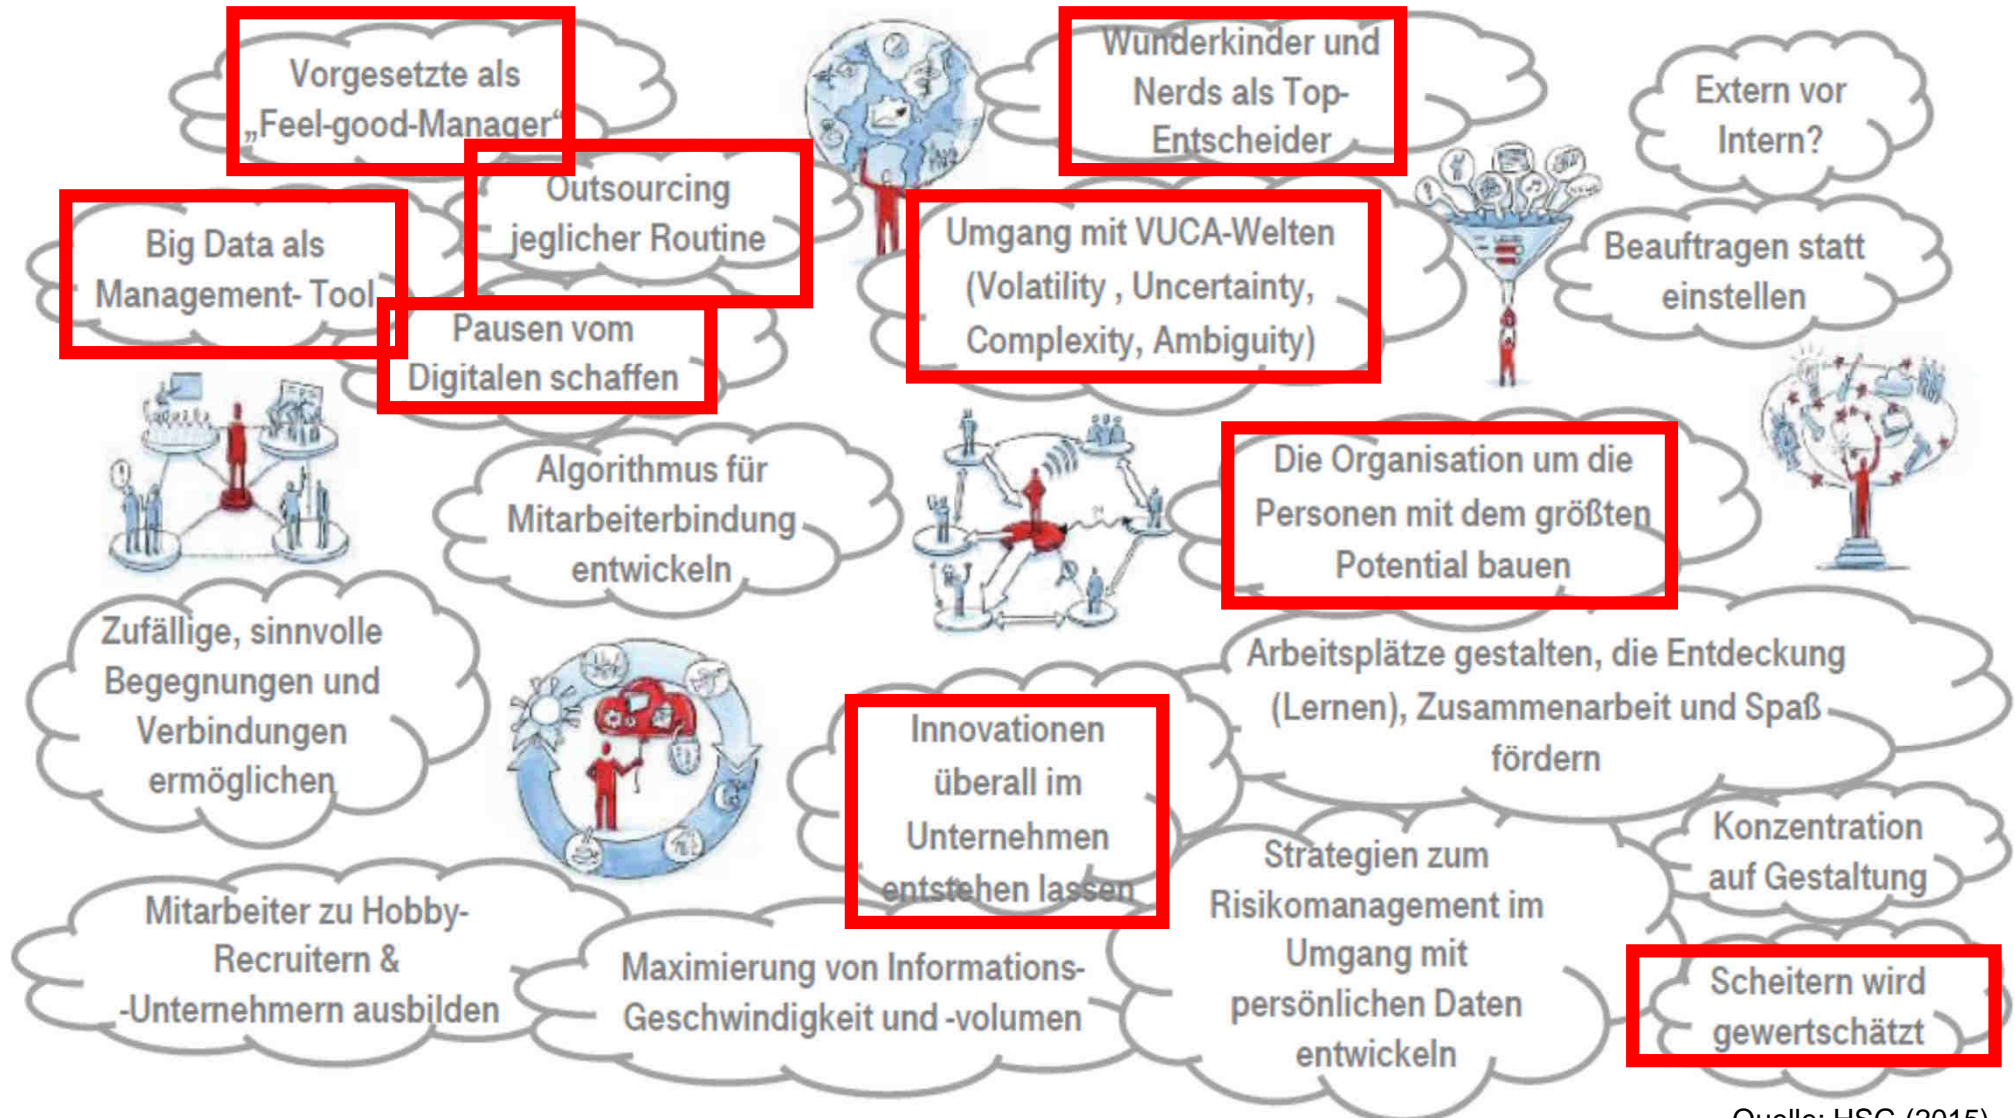 Vorgesetzte als
„Feel-good-Manager“
Wunderkinder und
Nerds als Top-
Entscheider
Extern vor
Intern?
Outsourcing
jeglicher Routine
Big Data als
Management- Tool
Umgang mit VUCA-Welten
(Volatility , Uncertainty,
Complexity, Ambiguity)
Beauftragen statt
einstellen
Pausen vom
Digitalen schaffen
Algorithmus für
Mitarbeiterbindung
entwickeln
Die Organisation um die
Personen mit dem größten
Potential bauen
Zufällige, sinnvolle
Begegnungen und
Verbindungen
ermöglichen
Arbeitsplätze gestalten, die Entdeckung
(Lernen), Zusammenarbeit und Spaß
fördern
Innovationen
überall im
Unternehmen
entstehen lassen
Konzentration
auf Gestaltung
Strategien zum
Risikomanagement im
Umgang mit
persönlichen Daten
entwickeln
Mitarbeiter zu Hobby-
Recruitern &
-Unternehmern ausbilden
Maximierung von Informations-
Geschwindigkeit und -volumen
Scheitern wird
gewertschätzt
Quelle: HSG (2015)